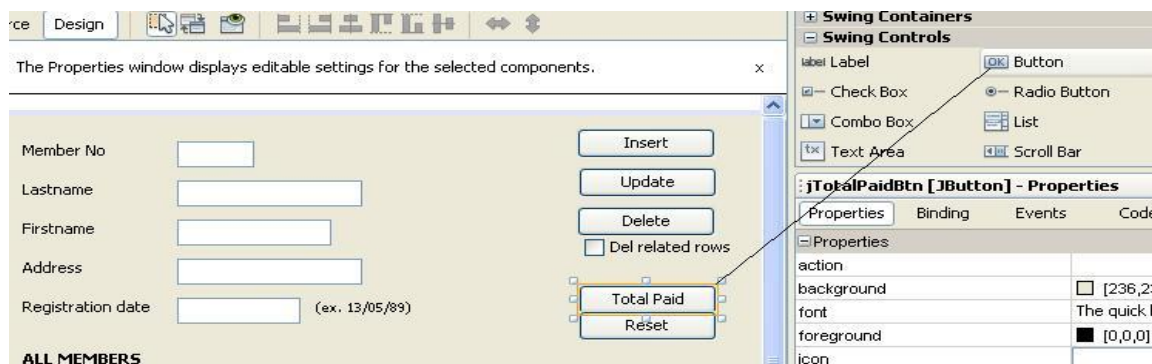 rce Design
The Properties window displays editable settings for the selected components. x
Member No
Lastname
Firstname
Address
Registration date (ex. 13/05/89)
ALL MEMBERS
Insert
Update
Delete
Del related rows
Total Paid
Reset
Swing Containers
Swing Controls
label Label OK Button
Check Box Radio Button
Combo Box List
tx Text Area Scroll Bar
jTotalPaidBtn [JButton] - Properties
Properties Binding Events Code
Properties
action
background [236,2
font The quick
foreground [0,0,0]
icon